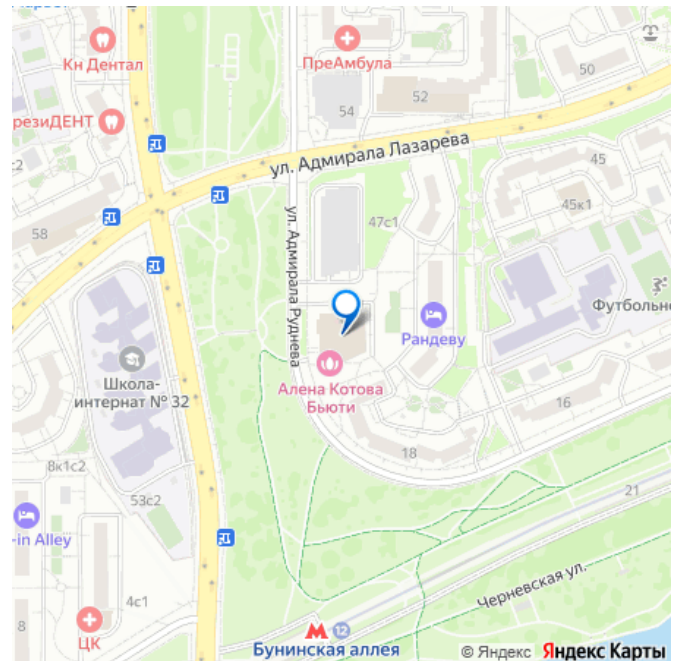 Кн Дентал
ПреАмбула
50
52
54
резиДЕНТ
с2
ул. Адмирала Лазарева
45
45к1
47с1
58
ул. Адмирала Руднева
Футбольн
Рандеву
Школа-
интернат № 32
Алена Котова
Бьюти
16
18
8к1с2
53с2
21
-in Alley
Черневская ул.
4с1
8
ЦК
М 12
Бунинская аллея
© Яндекс Яндекс Карты